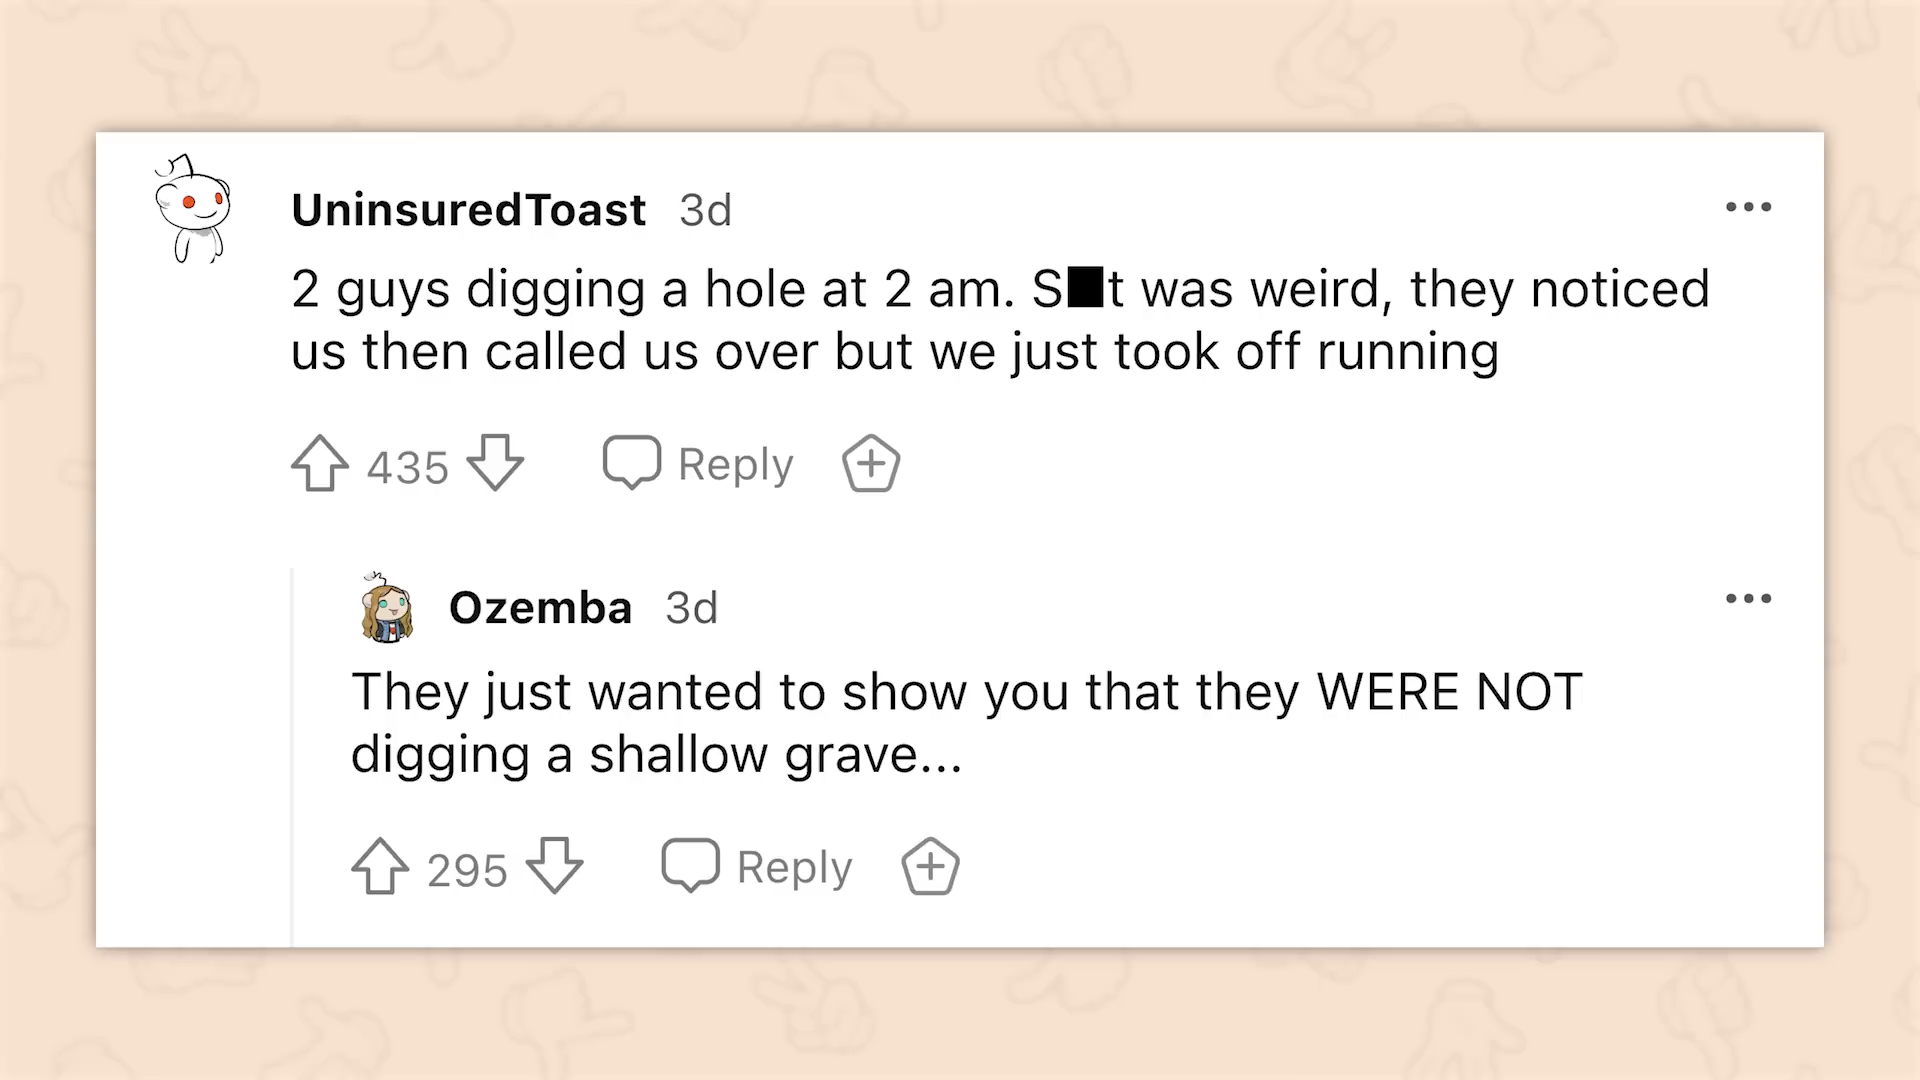 UninsuredToast 3d
2 guys digging a hole at 2 am. S■t was weird, they noticed
us then called us over but we just took off running
435 Reply
Ozemba 3d
They just wanted to show you that they WERE NOT
digging a shallow grave...
295 Reply